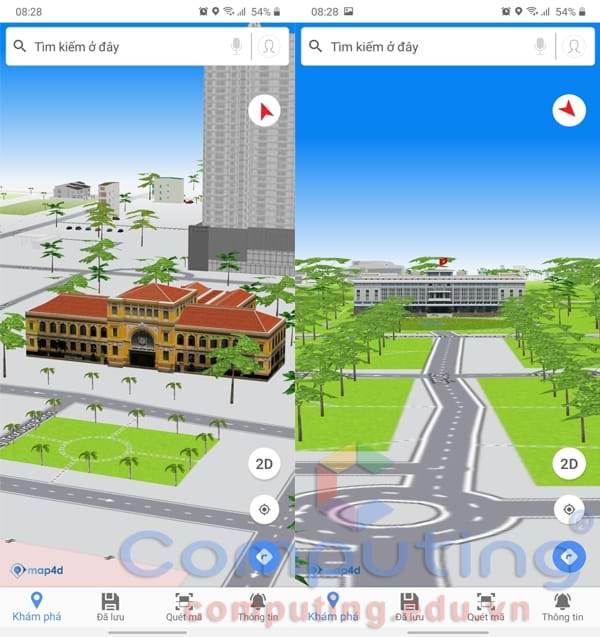 08:28
54%
Tìm kiếm ở đây
2D
map4d
Khám phá
Đã lưu
Quét mã
Thông tin
08:28
54%
Tìm kiếm ở đây
2D
map4d
Khám phá
Đã lưu
Quét mã
Thông tin
Computing®
computing.edu.vn